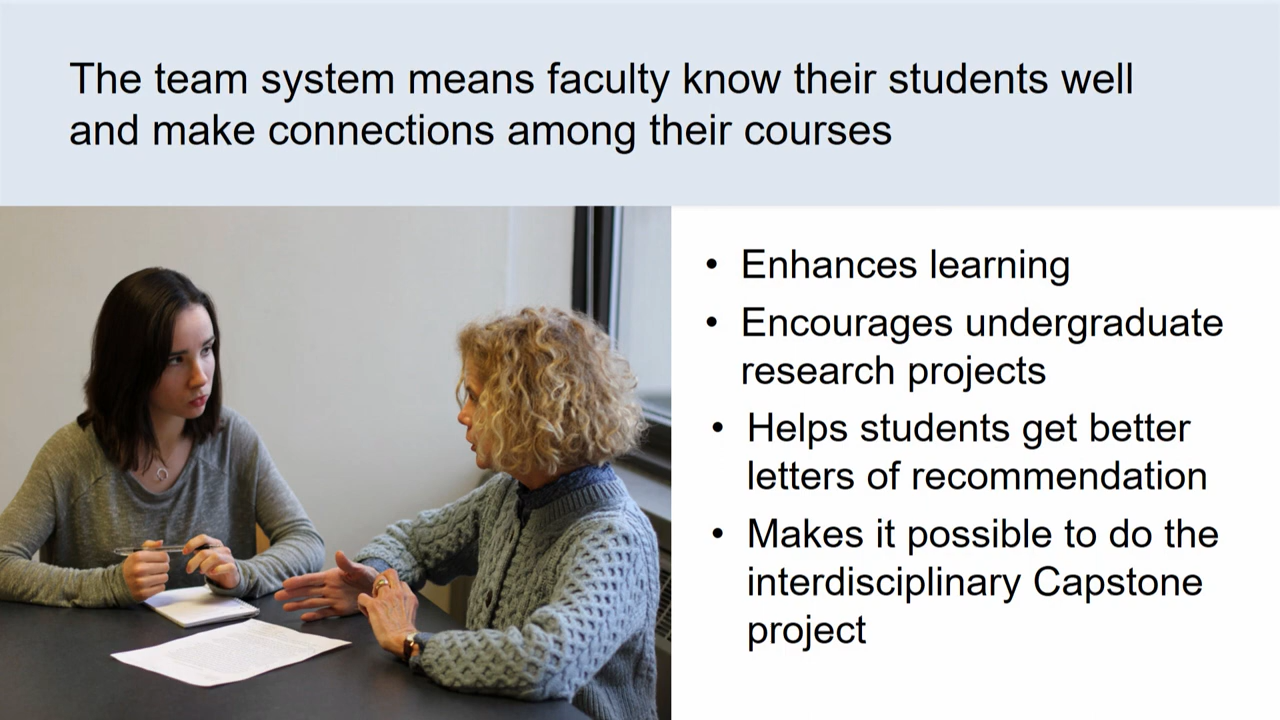 The team system means faculty know their students well
and make connections among their courses
• Enhances learning
• Encourages undergraduate
research projects
• Helps students get better
letters of recommendation
• Makes it possible to do the
interdisciplinary Capstone
project